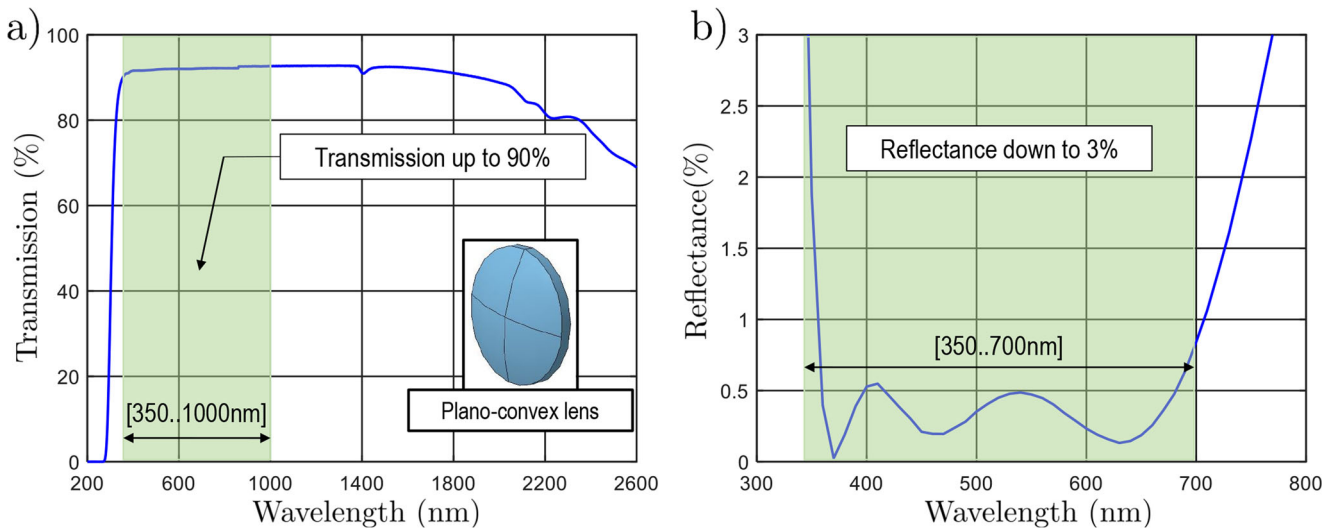 a)
100
80
60
40
20
0
Transmission (%)
Transmission up to 90%
[350..1000nm]
Plano-convex lens
200 600 1000 1400 1800 2200 2600
Wavelength (nm)
b)
3
2.5
2
1.5
1
0.5
0
Reflectance(%)
Reflectance down to 3%
[350..700nm]
300 400 500 600 700 800
Wavelength (nm)